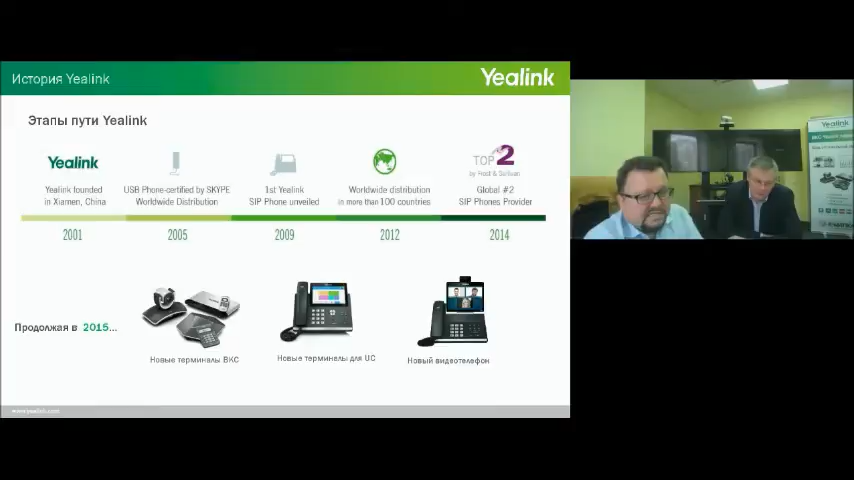 История Yealink
Yealink
Этапы пути Yealink
Yealink
TOP 2
by Frost & Sullivan
Yealink founded
in Xiamen, China
USB Phone-certified by SKYPE
Worldwide Distribution
1st Yealink
SIP Phone unveiled
Worldwide distribution
in more than 100 countries
Global #2
SIP Phones Provider
2001
2005
2009
2012
2014
Продолжая в 2015...
Новые терминалы ВКС
Новые терминалы для UC
Новый видеотелефон
www.yealink.com
Yealink